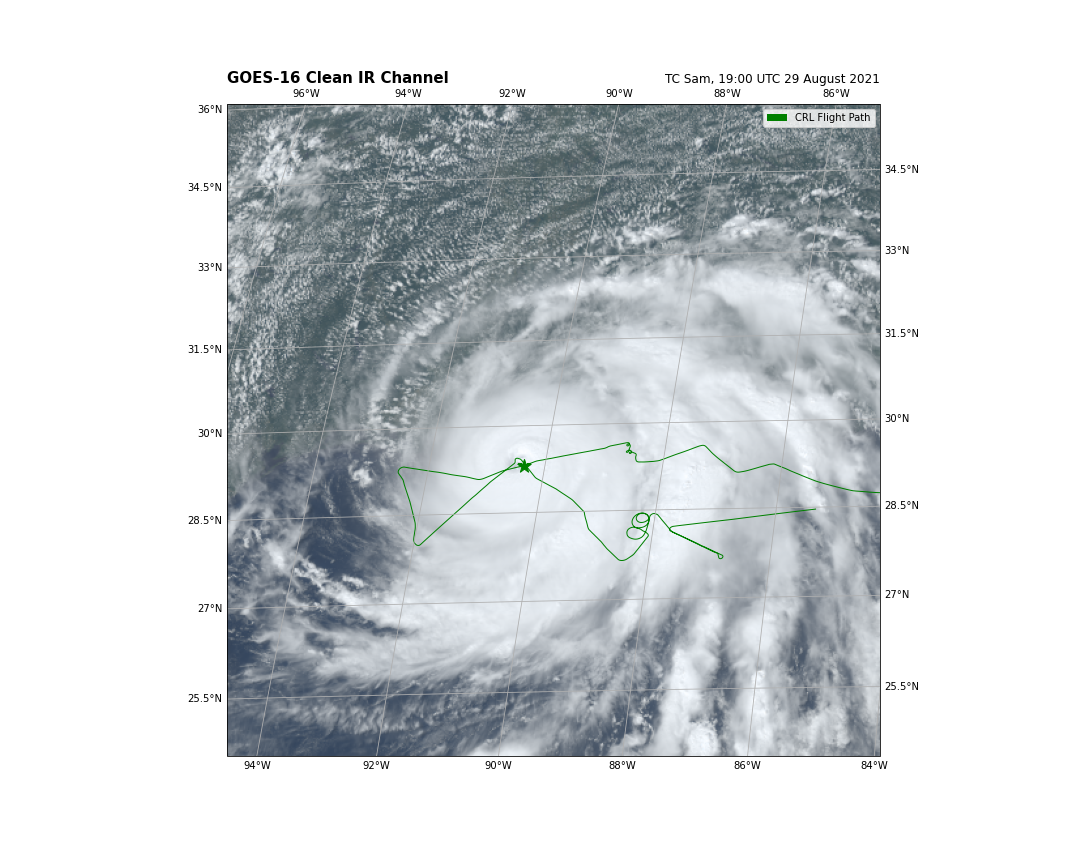 GOES-16 Clean IR Channel
TC Sam, 19:00 UTC 29 August 2021
96°W 94°W 92°W 90°W 88°W 86°W
CRL Flight Path
36°N
34.5°N 34.5°N
33°N 33°N
31.5°N 31.5°N
30°N 30°N
28.5°N 28.5°N
27°N 27°N
25.5°N 25.5°N
94°W 92°W 90°W 88°W 86°W 84°W